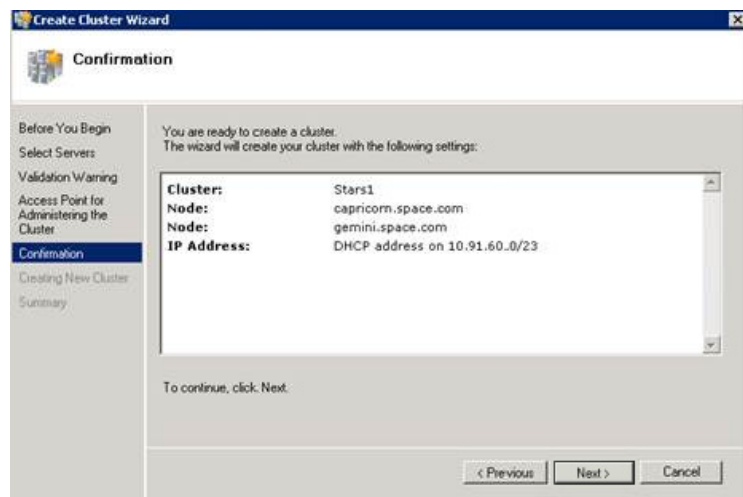 Create Cluster Wizard
Confirmation
Before You Begin
Select Servers
Validation Warning
Access Point for
Administering the
Cluster
Confirmation
Creating New Cluster
Summary
You are ready to create a cluster.
The wizard will create your cluster with the following settings:
Cluster: Stars1
Node: capricorn.space.com
Node: gemini.space.com
IP Address: DHCP address on 10.91.60.0/23
To continue, click Next.
< Previous Next > Cancel